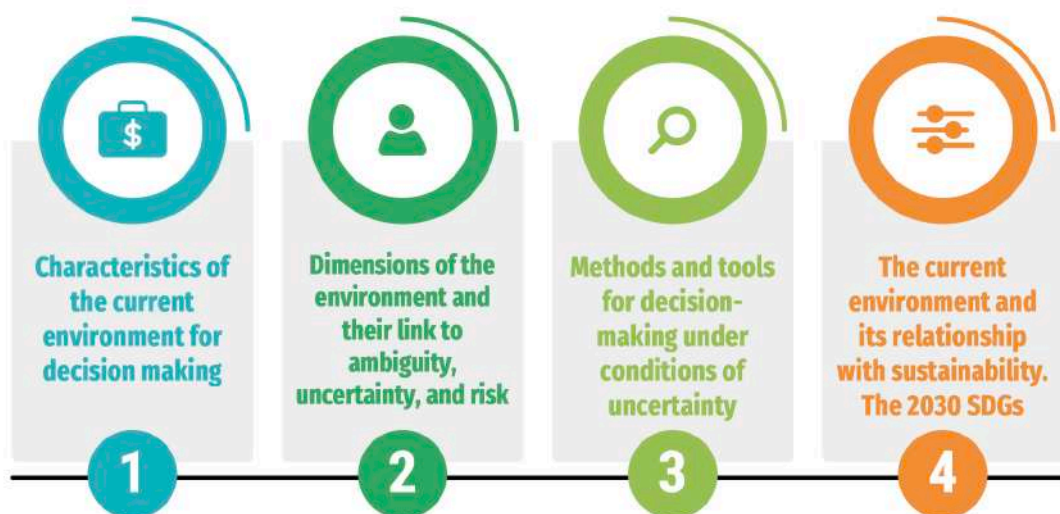 $
Characteristics of
the current
environment for
decision making
1
Dimensions of the
environment and
their link to
ambiguity,
uncertainty, and risk
2
Methods and tools
for decision-
making under
conditions of
uncertainty
3
The current
environment and
its relationship
with sustainability.
The 2030 SDGs
4